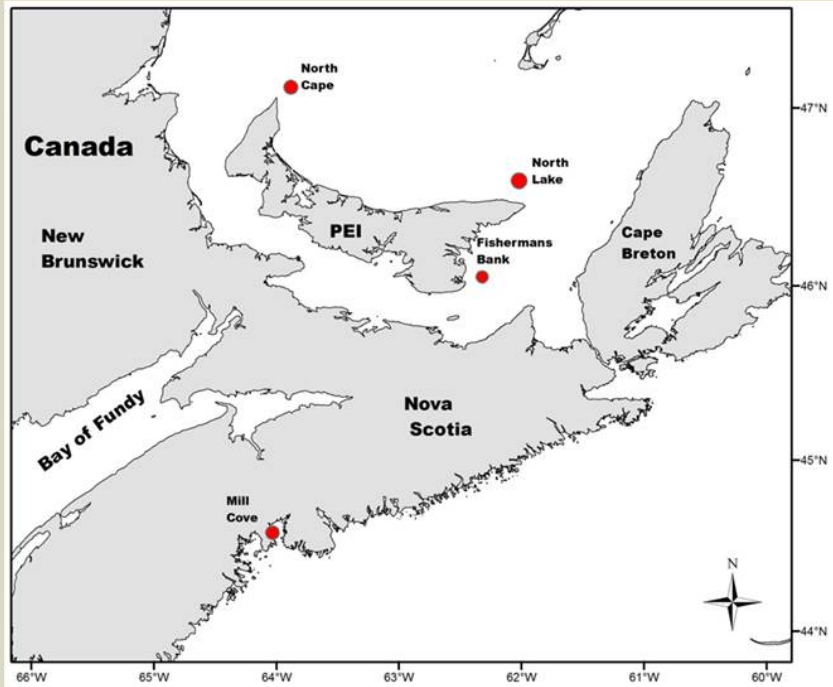 North
Cape
47°N
Canada
North
Lake
New
Brunswick
PEI
Cape
Breton
Fishermans
Bank
46°N
Bay of Fundy
Nova
Scotia
45°N
Mill
Cove
N
44°N
66°W 65°W 64°W 63°W 62°W 61°W 60°W